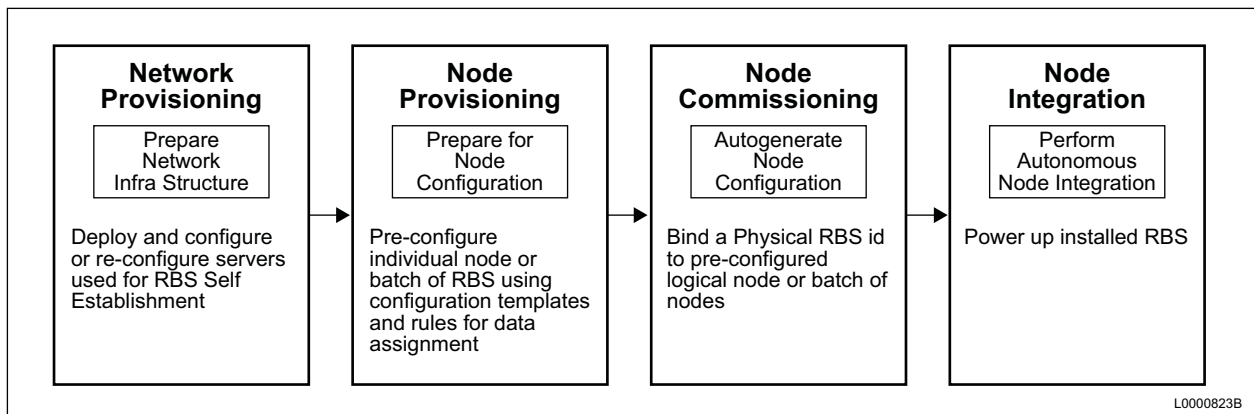 Network
Provisioning
Prepare
Network
Infra Structure
Deploy and configure
or re-configure servers
used for RBS Self
Establishment
Node
Provisioning
Prepare for
Node
Configuration
Pre-configure
individual node or
batch of RBS using
configuration templates
and rules for data
assignment
Node
Commissioning
Autogenerate
Node
Configuration
Bind a Physical RBS id
to pre-configured
logical node or batch of
nodes
Node
Integration
Perform
Autonomous
Node Integration
Power up installed RBS
L0000823B